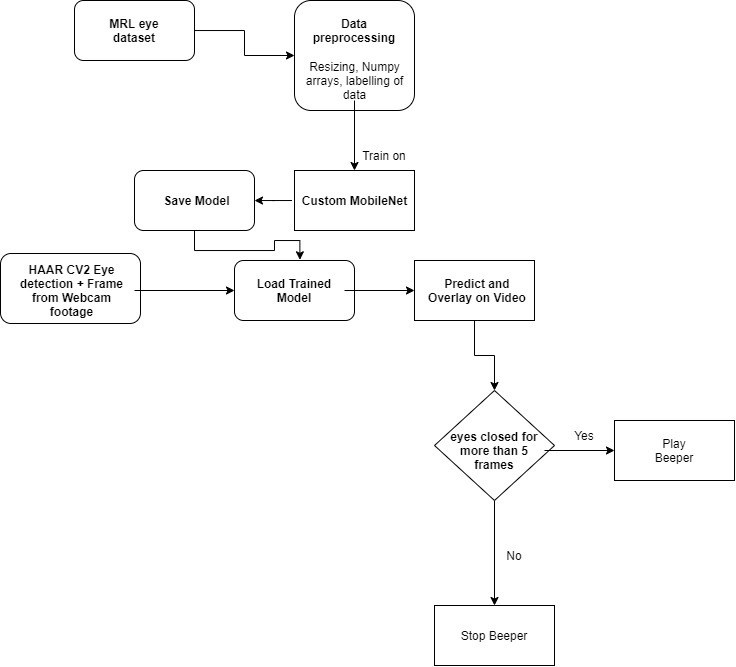 MRL eye
dataset
Data
preprocessing
Resizing, Numpy
arrays, labelling of
data
Train on
Save Model
Custom MobileNet
HAAR CV2 Eye
detection + Frame
from Webcam
footage
Load Trained
Model
Predict and
Overlay on Video
eyes closed for
more than 5
frames
Yes
Play
Beeper
No
Stop Beeper